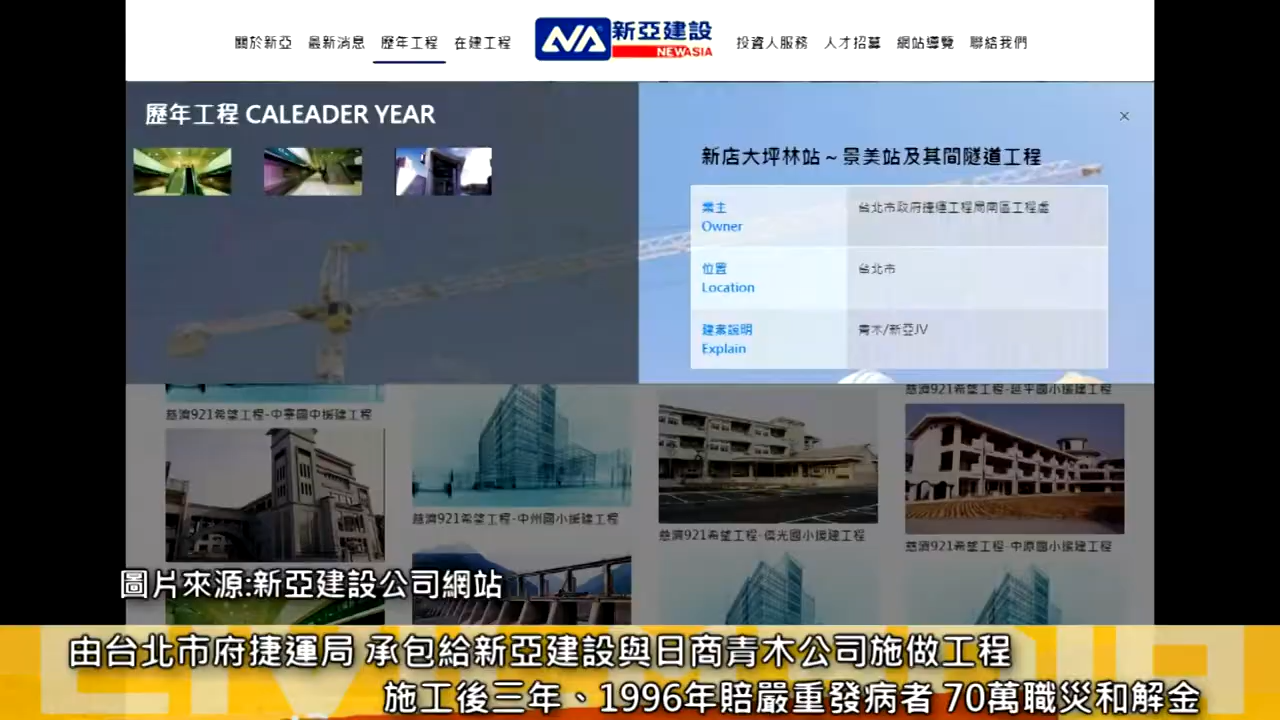 關於新亞 最新消息 歷年工程 在建工程 新亞建設 NEWASIA 投資人服務 人才招募 網站導覽 聯絡我們
歷年工程 CALEADER YEAR
×
新店大坪林站～景美站及其間隧道工程
業主 台北市政府捷運工程局南區工程處
Owner
位置 台北市
Location
建案說明 青木/新亞JV
Explain
慈濟921希望工程-延平國小援建工程
慈濟921希望工程-中寮國中援建工程
慈濟921希望工程-中州國小援建工程
慈濟921希望工程-僑光國小援建工程
慈濟921希望工程-中原國小援建工程
圖片來源:新亞建設公司網站
由台北市府捷運局 承包給新亞建設與日商青木公司施做工程
施工後三年、1996年賠嚴重發病者 70萬職災和解金